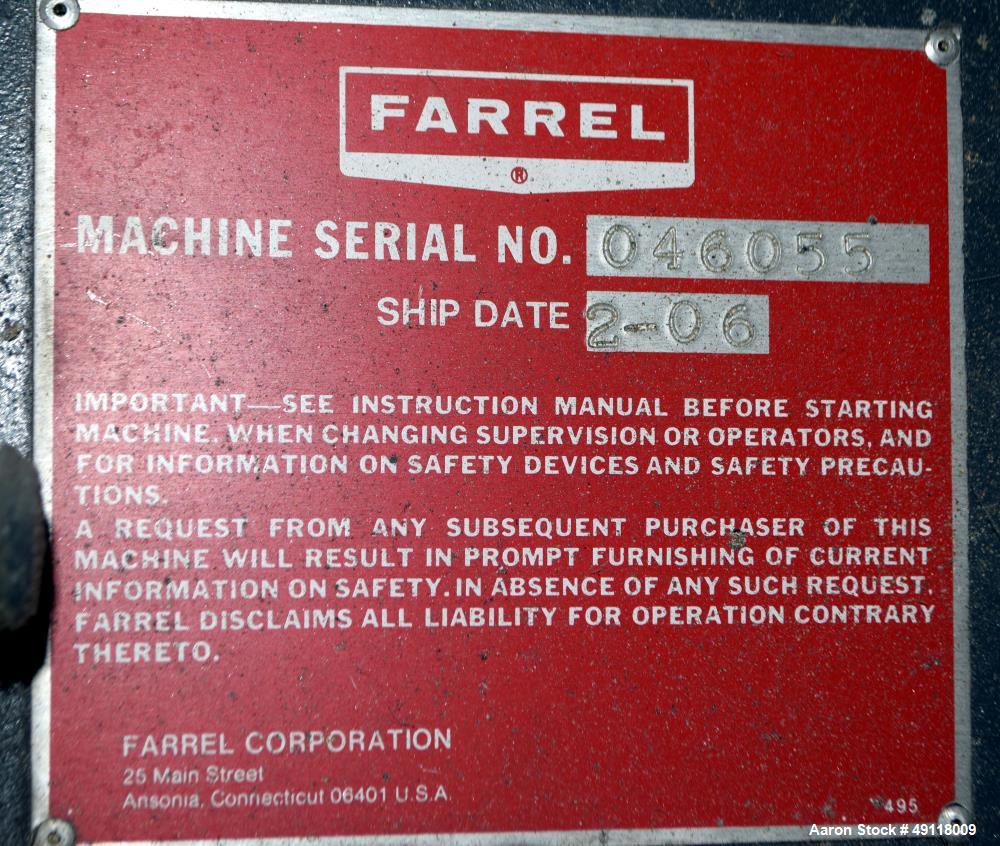 FARREL
®
MACHINE SERIAL NO. 046055
SHIP DATE 2-06
IMPORTANT—SEE INSTRUCTION MANUAL BEFORE STARTING
MACHINE. WHEN CHANGING SUPERVISION OR OPERATORS, AND
FOR INFORMATION ON SAFETY DEVICES AND SAFETY PRECAU-
TIONS.
A REQUEST FROM ANY SUBSEQUENT PURCHASER OF THIS
MACHINE WILL RESULT IN PROMPT FURNISHING OF CURRENT
INFORMATION ON SAFETY. IN ABSENCE OF ANY SUCH REQUEST,
FARREL DISCLAIMS ALL LIABILITY FOR OPERATION CONTRARY
THERETO.
FARREL CORPORATION
25 Main Street
Ansonia, Connecticut 06401 U.S.A.
495
Aaron Stock # 49118009